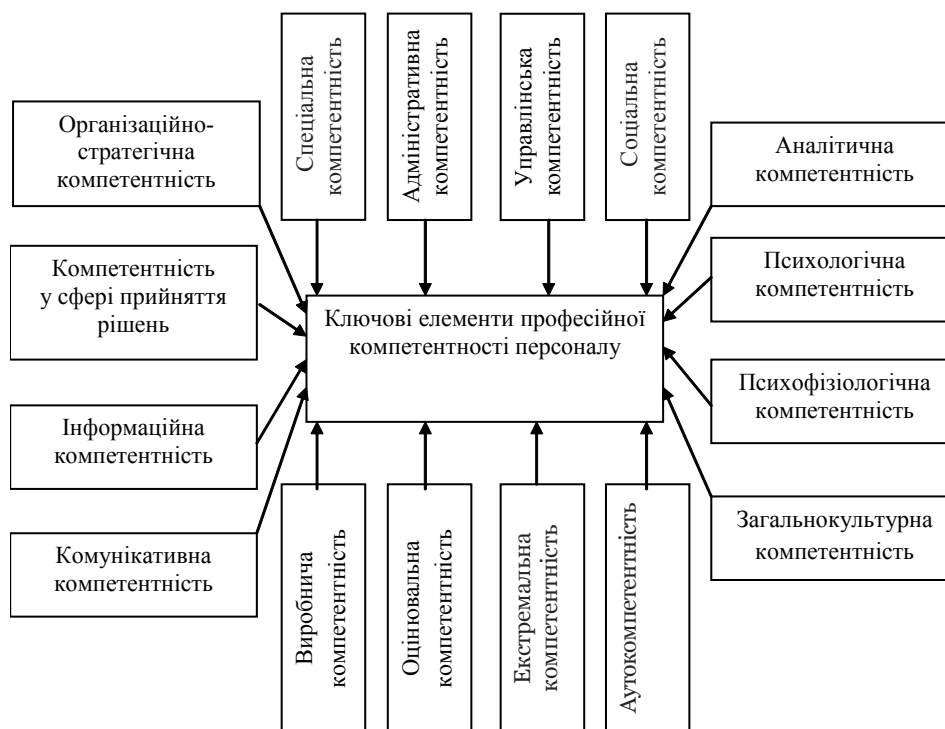 Спеціальна
компетентність
Адміністративна
компетентність
Управлінська
компетентність
Соціальна
компетентність
Організаційно-
стратегічна
компетентність
Аналітична
компетентність
Компетентність
у сфері прийняття
рішень
Психологічна
компетентність
Ключові елементи професійної
компетентності персоналу
Психофізіологічна
компетентність
Інформаційна
компетентність
Загальнокультурна
компетентність
Комунікативна
компетентність
Виробнича
компетентність
Оцінювальна
компетентність
Екстремальна
компетентність
Аутокомпетентність